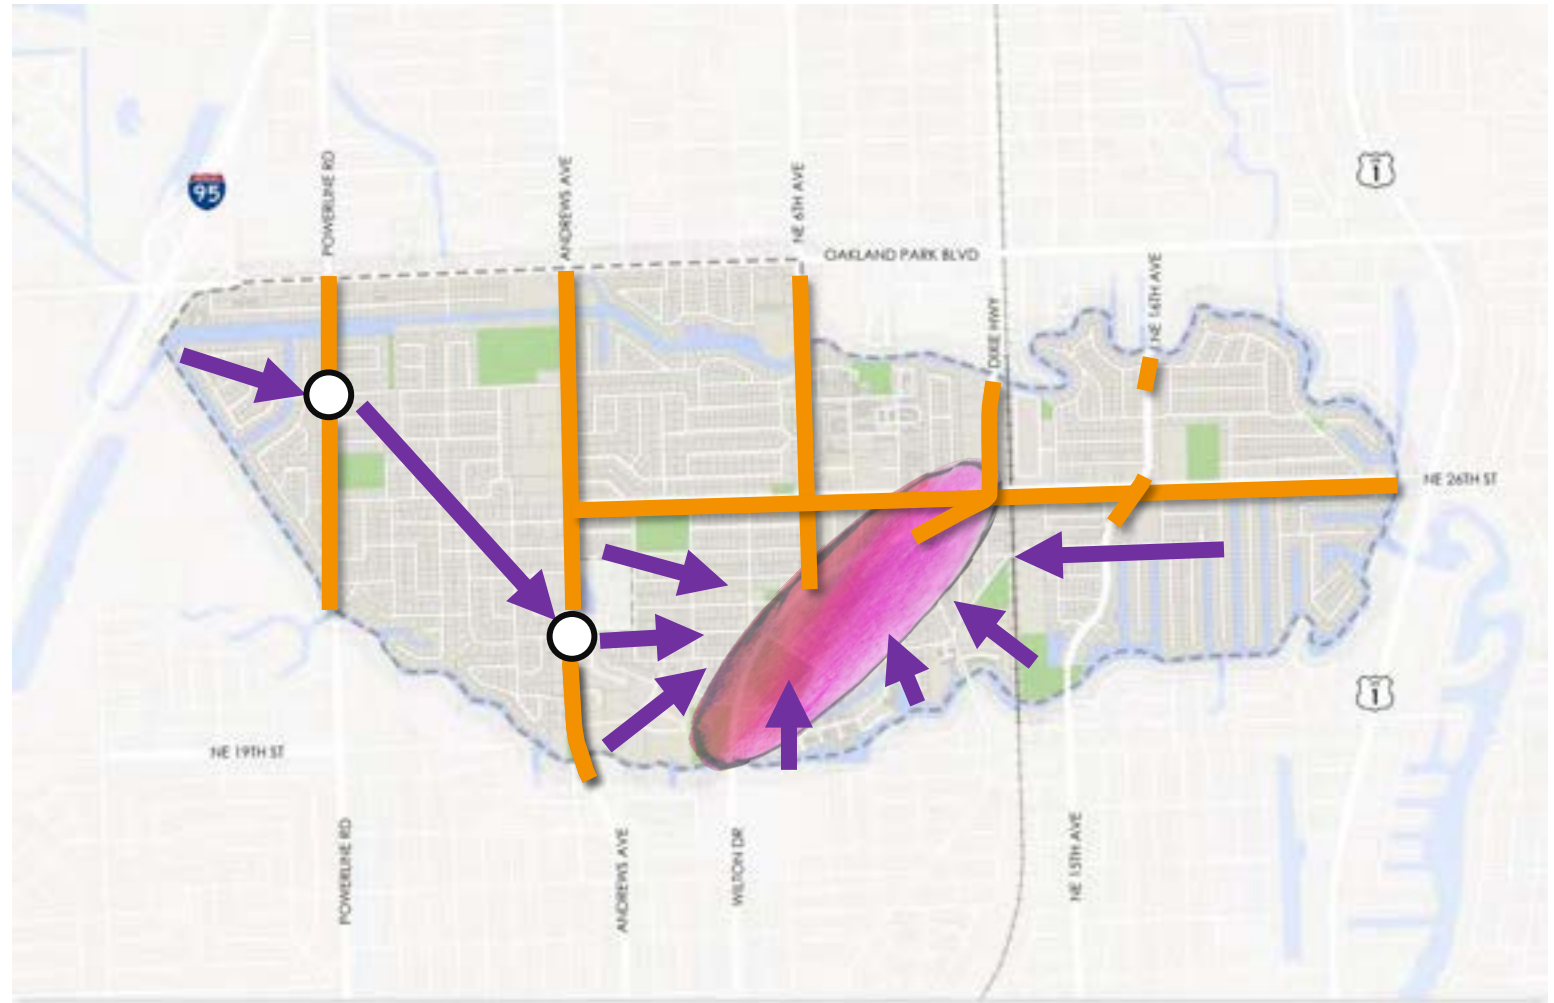 95
POWERLINE RD
ANDREWS AVE
NE 6TH AVE
1
OAKLAND PARK BLVD
NE 16TH AVE
DIXIE HWY
NE 26TH ST
1
NE 19TH ST
POWERLINE RD
ANDREWS AVE
WILTON DR
NE 15TH AVE